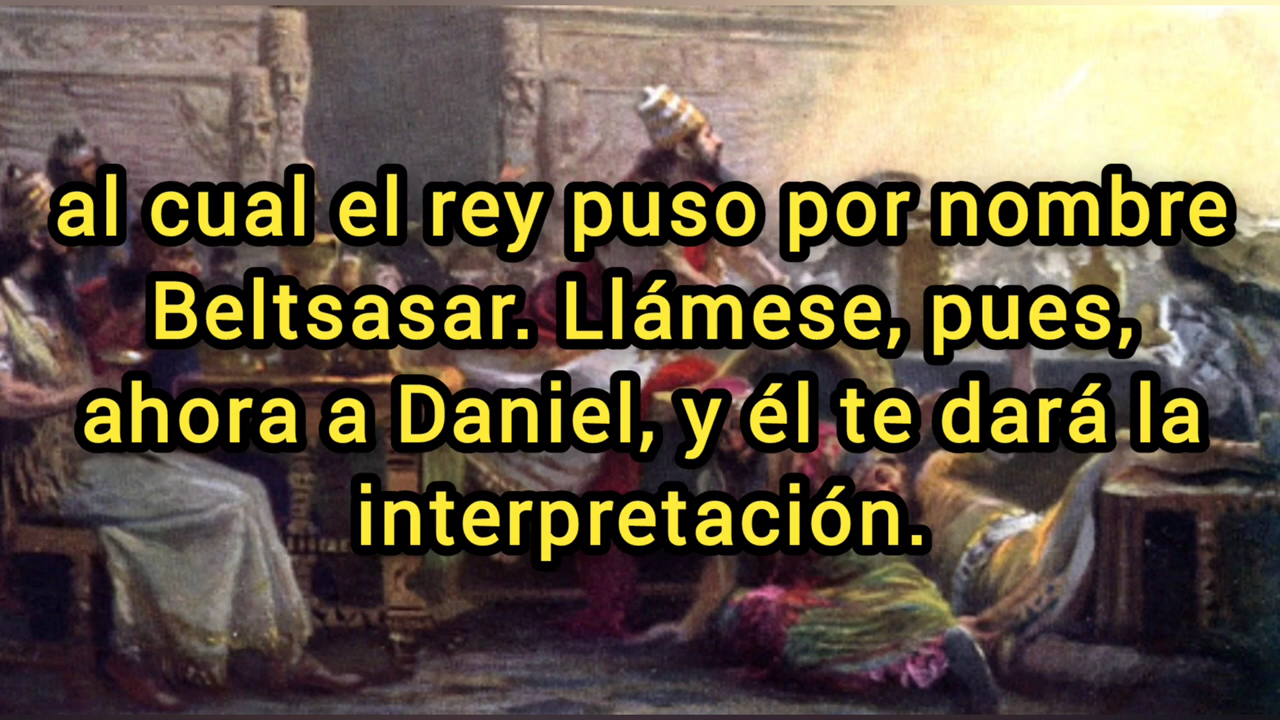 al cual el rey puso por nombre
Beltsasar. Llámese, pues,
ahora a Daniel, y él te dará la
interpretación.